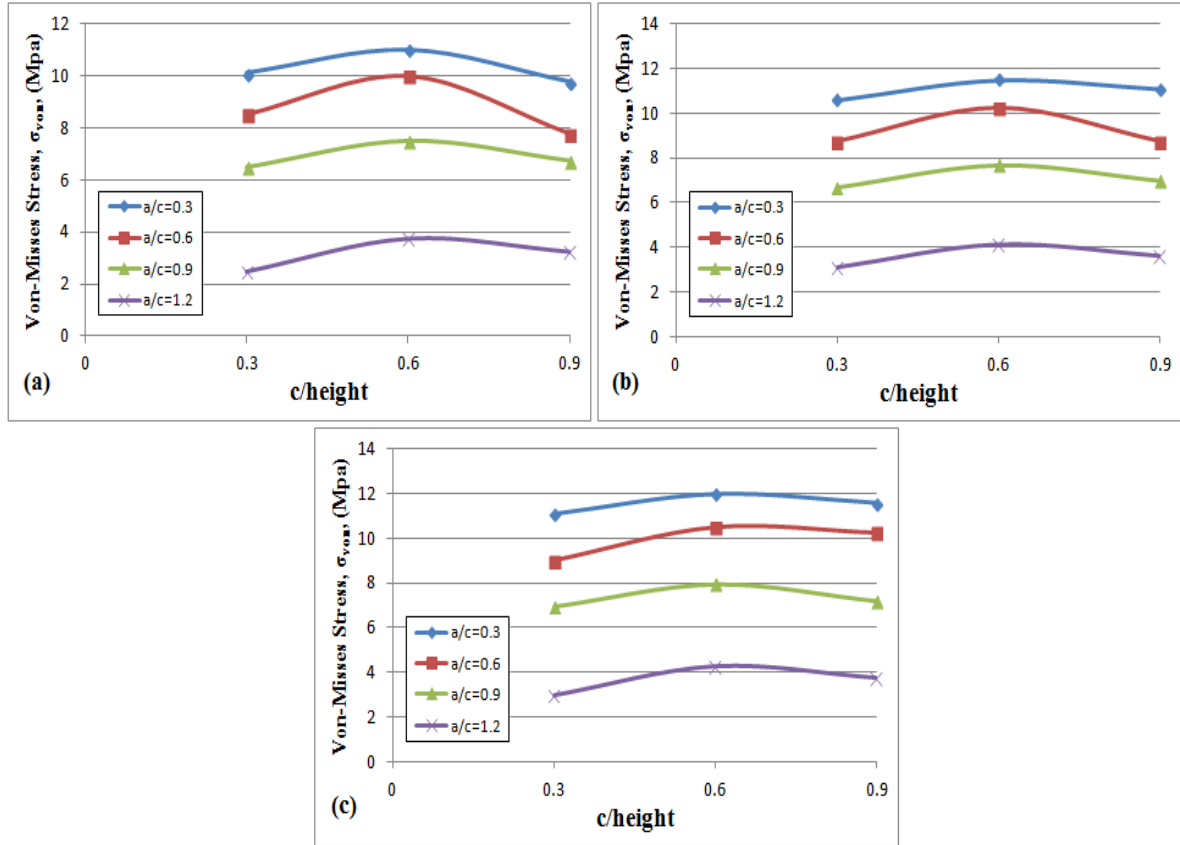 Von-Misses Stress, σvon, (Mpa)
12
10
8
6
4
2
0
a/c=0.3
a/c=0.6
a/c=0.9
a/c=1.2
0 0.3 0.6 0.9
(a)
c/height
Von-Misses Stress, σvon, (Mpa)
14
12
10
8
6
4
2
0
a/c=0.3
a/c=0.6
a/c=0.9
a/c=1.2
0 0.3 0.6 0.9
(b)
c/height
Von-Misses Stress, σvon, (Mpa)
14
12
10
8
6
4
2
0
a/c=0.3
a/c=0.6
a/c=0.9
a/c=1.2
0 0.3 0.6 0.9
(c)
c/height